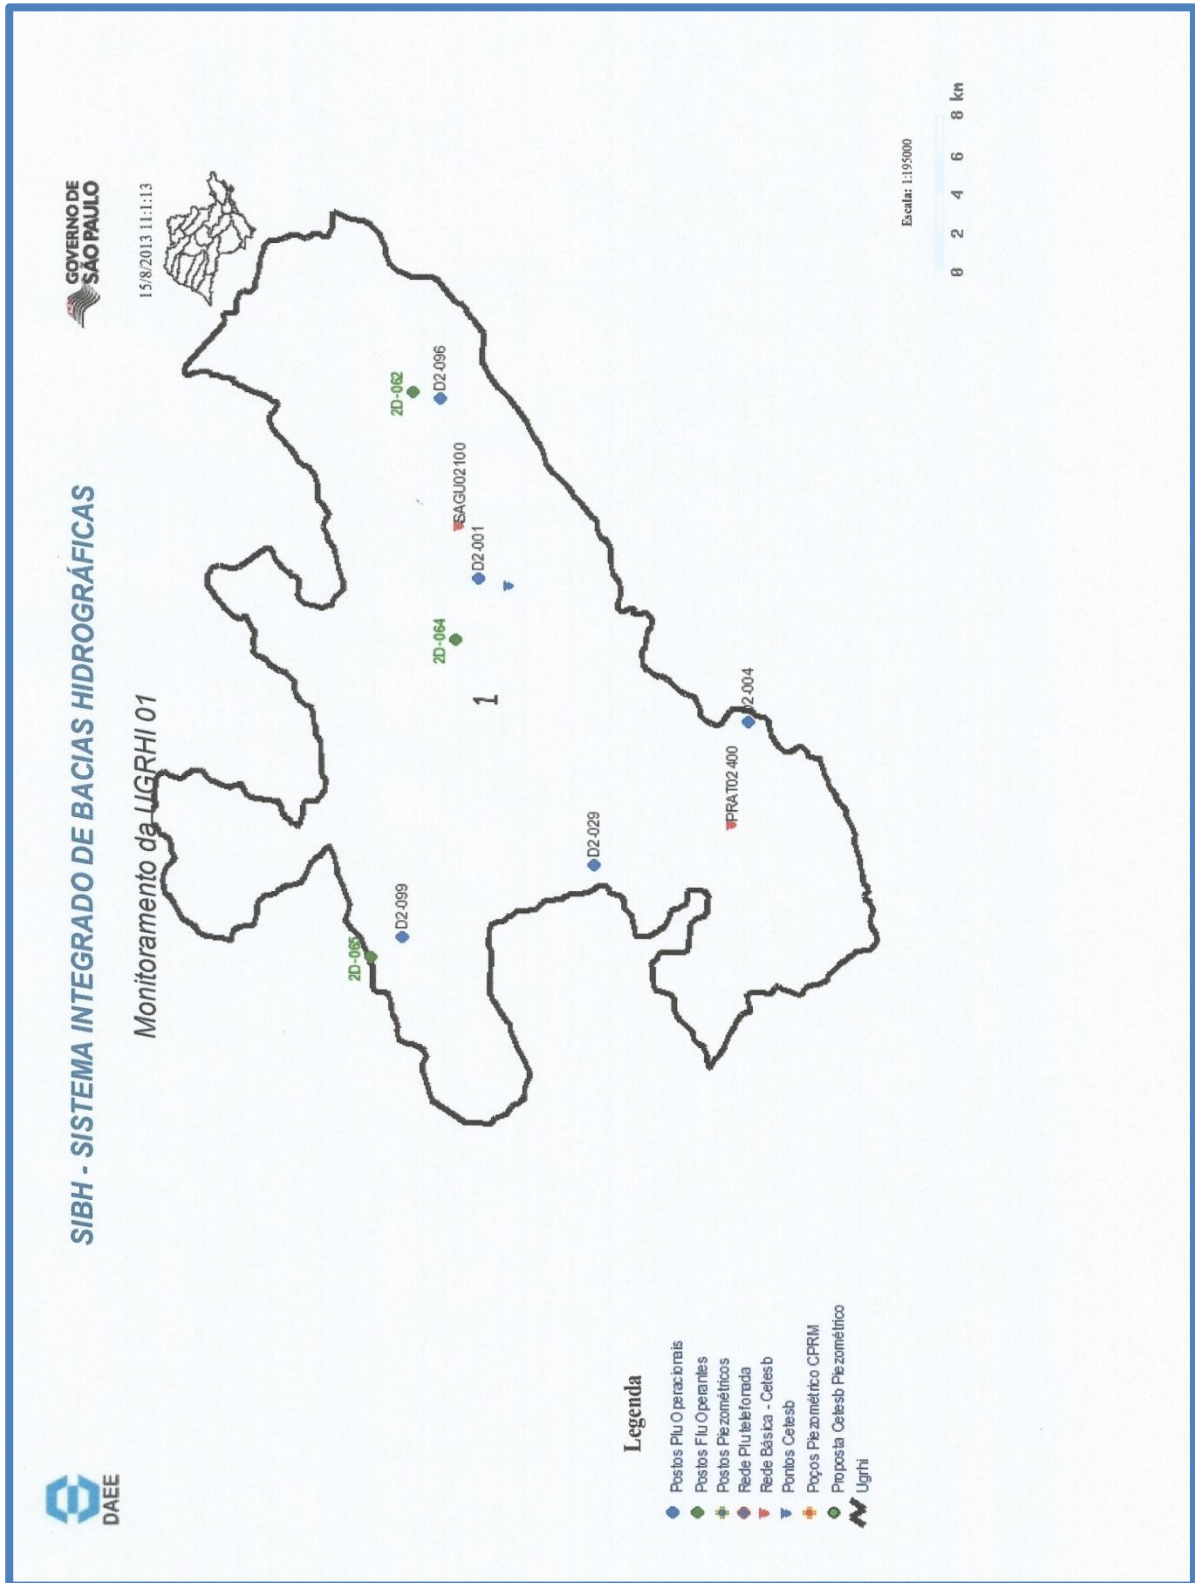 DAEE
SIBH - SISTEMA INTEGRADO DE BACIAS HIDROGRÁFICAS
GOVERNO DE
SÃO PAULO
Monitoramento da UGRHI 01
15/8/2013 11:1:13
2D-065
D2-099
2D-062
D2-096
SAGU02100
D2-001
2D-064
1
D2-029
PRAT02400
D2-004
Legenda
Postos Plu Operacionais
Postos Flu Operantes
Postos Piezométricos
Rede Plutelefonada
Rede Básica - Cetesb
Pontos Cetesb
Poços Piezométrico CPRM
Proposta Cetesb Piezométrico
Ugrhi
Escala: 1:195000
0 2 4 6 8 km